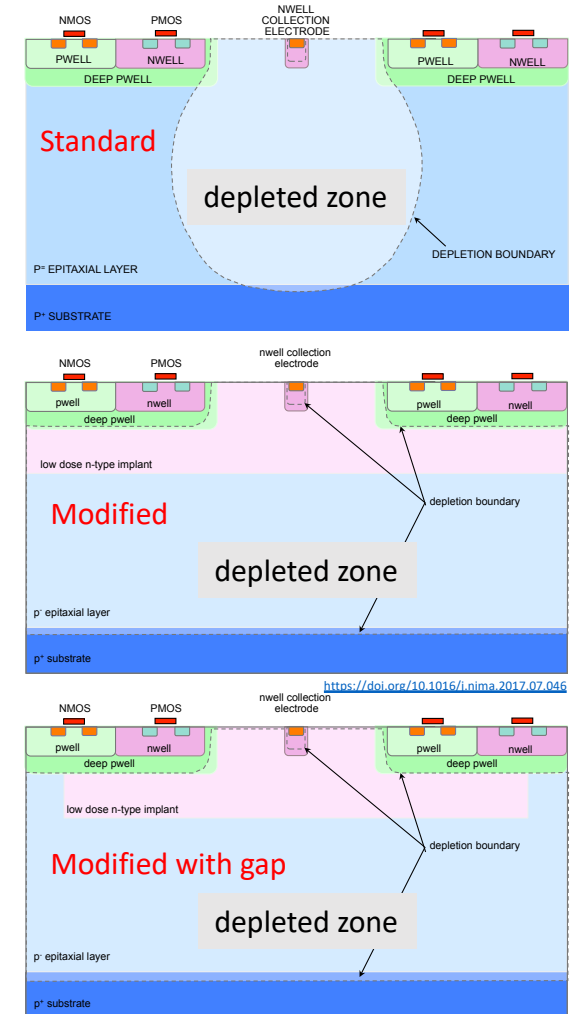 NMOS PMOS
NWELL
COLLECTION
ELECTRODE
PWELL NWELL PWELL NWELL
DEEP PWELL DEEP PWELL
Standard
depleted zone
DEPLETION BOUNDARY
P= EPITAXIAL LAYER
P+ SUBSTRATE
NMOS PMOS
nwell collection
electrode
pwell nwell pwell nwell
deep pwell deep pwell
low dose n-type implant
Modified
depletion boundary
depleted zone
p- epitaxial layer
p+ substrate
https://doi.org/10.1016/j.nima.2017.07.046
NMOS PMOS
nwell collection
electrode
pwell nwell pwell nwell
deep pwell deep pwell
low dose n-type implant
depletion boundary
Modified with gap
depleted zone
p- epitaxial layer
p+ substrate